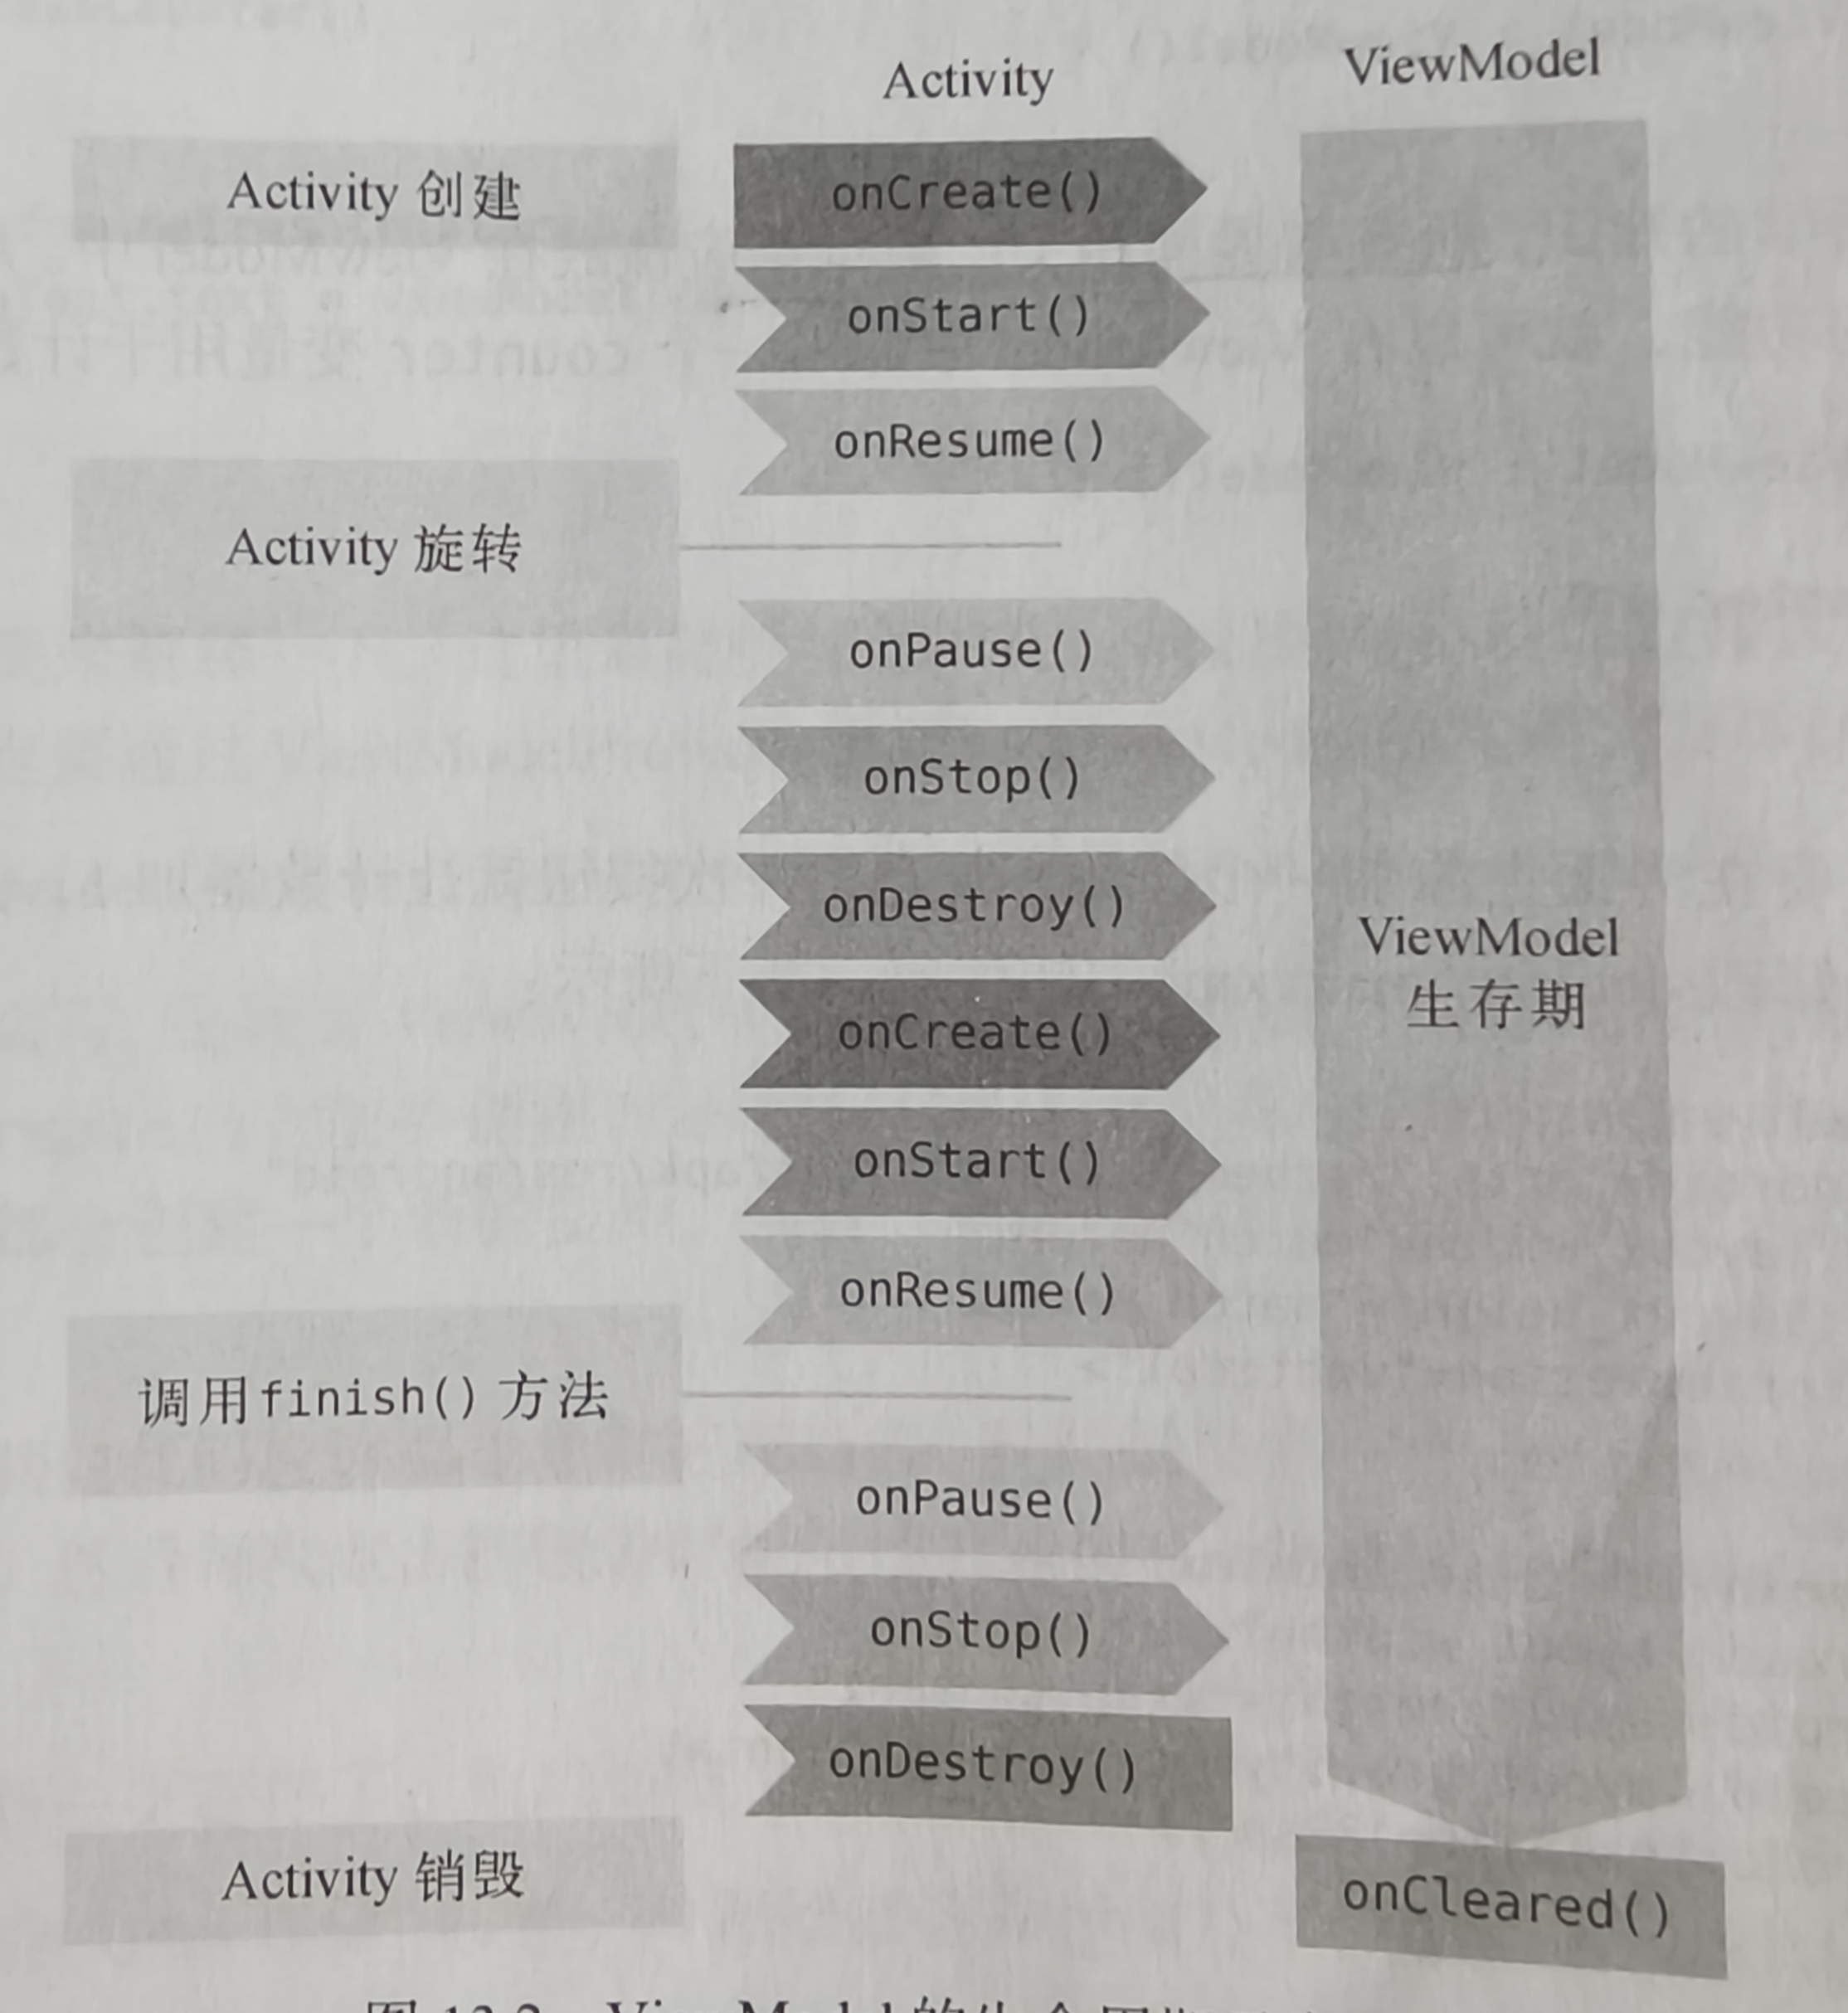 Activity
ViewModel
Activity 创建
onCreate()
onStart()
onResume()
Activity 旋转
onPause()
onStop()
onDestroy()
ViewModel
生存期
onCreate()
onStart()
onResume()
调用finish() 方法
onPause()
onStop()
onDestroy()
Activity 销毁
onCleared()